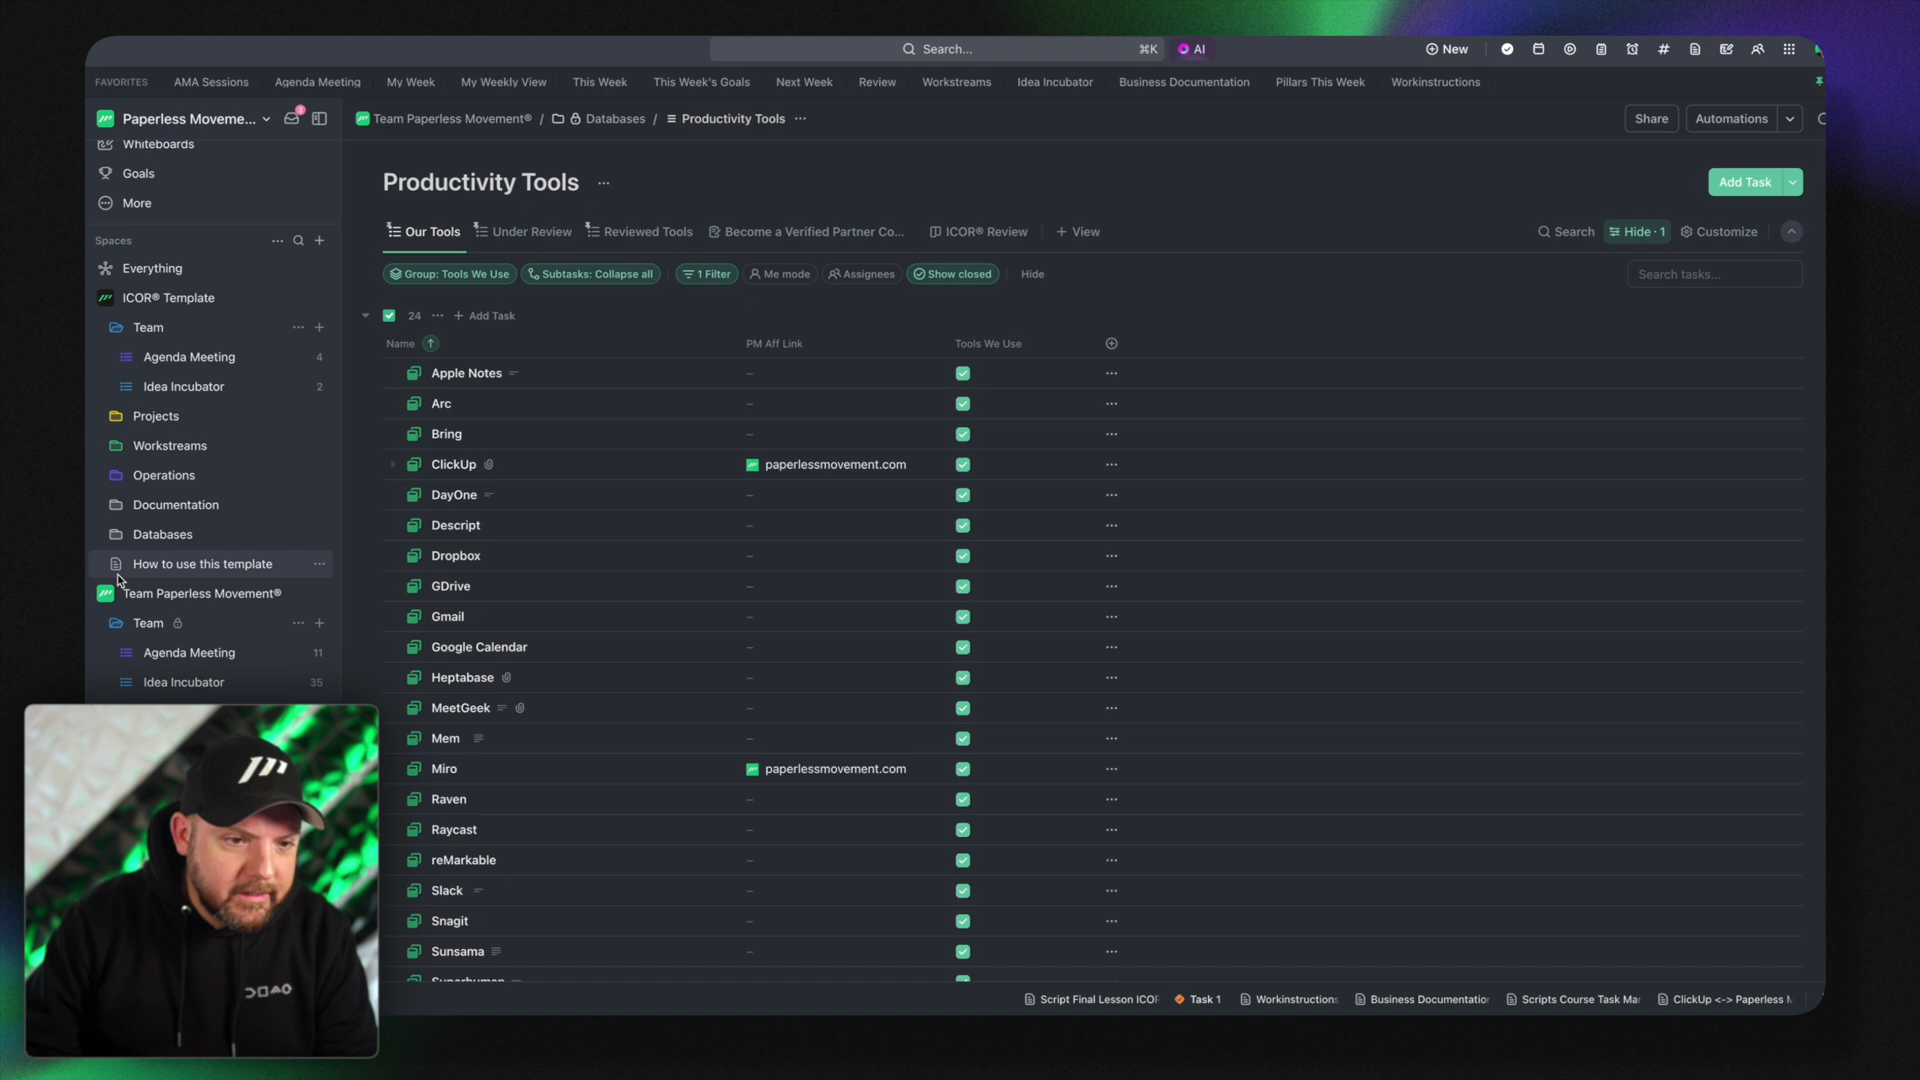 Search...
⌘K
AI
New
FAVORITES
AMA Sessions
Agenda Meeting
My Week
My Weekly View
This Week
This Week's Goals
Next Week
Review
Workstreams
Idea Incubator
Business Documentation
Pillars This Week
Workinstructions
Paperless Moveme...
3
Team Paperless Movement® / Databases / Productivity Tools
Share
Automations
Whiteboards
Goals
More
Spaces
Everything
ICOR® Template
Team
Agenda Meeting 4
Idea Incubator 2
Projects
Workstreams
Operations
Documentation
Databases
How to use this template
Team Paperless Movement®
Team
Agenda Meeting 11
Idea Incubator 35
Productivity Tools
Add Task
Our Tools
Under Review
Reviewed Tools
Become a Verified Partner Co...
ICOR® Review
+ View
Search
Hide · 1
Customize
Group: Tools We Use
Subtasks: Collapse all
1 Filter
Me mode
Assignees
Show closed
Hide
Search tasks...
24
Add Task
Name
PM Aff Link
Tools We Use
Apple Notes –
Arc –
Bring –
ClickUp paperlessmovement.com
DayOne –
Descript –
Dropbox –
GDrive –
Gmail –
Google Calendar –
Heptabase –
MeetGeek –
Mem –
Miro paperlessmovement.com
Raven –
Raycast –
reMarkable –
Slack –
Snagit –
Sunsama –
Superhuman –
Script Final Lesson ICOR
Task 1
Workinstructions
Business Documentatio
Scripts Course Task Mar
ClickUp <-> Paperless M